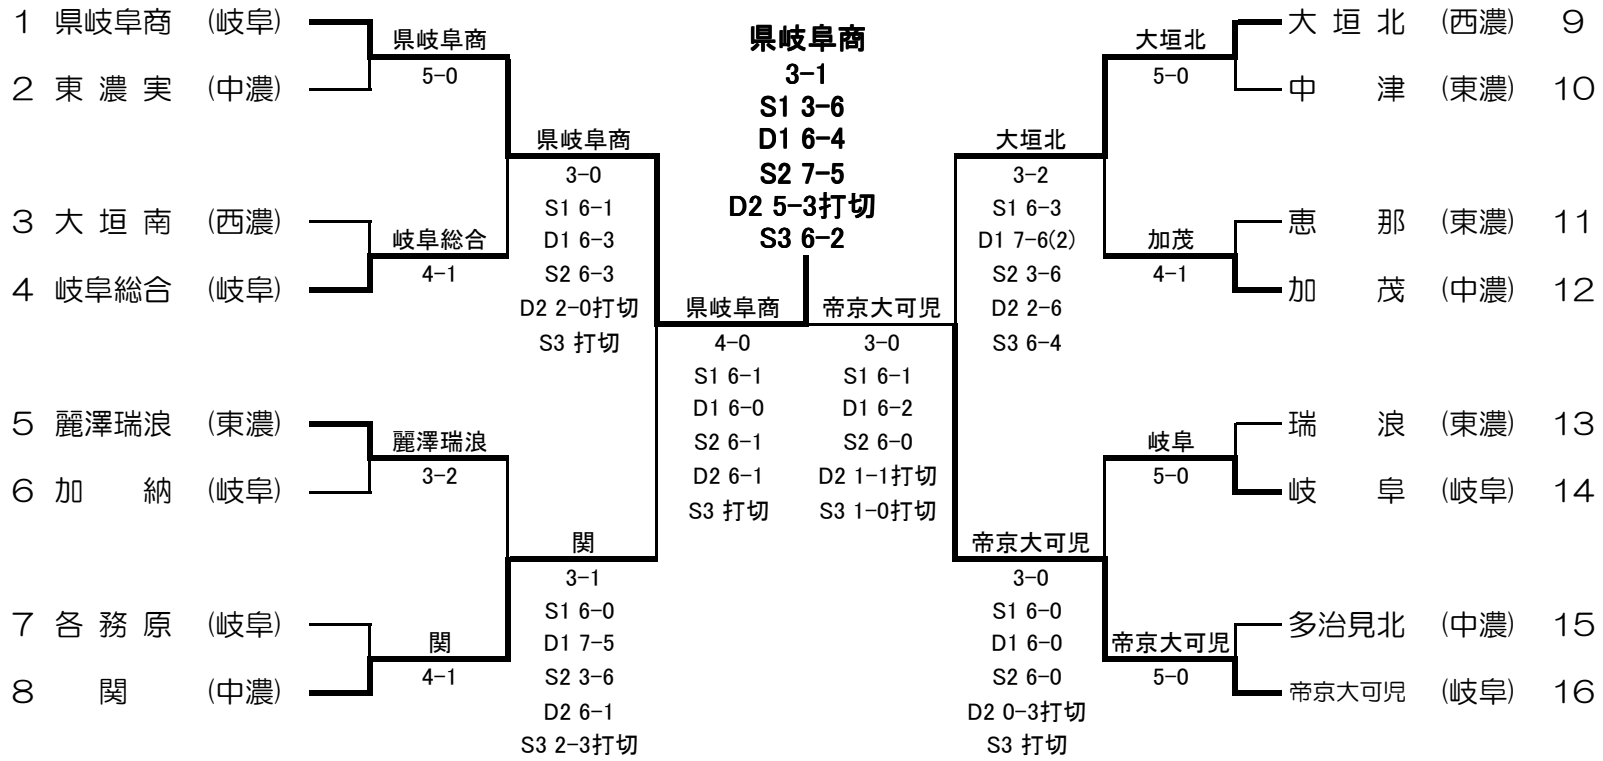 1 県岐阜商 (岐阜)
2 東濃実 (中濃)
3 大垣南 (西濃)
4 岐阜総合 (岐阜)
5 麗澤瑞浪 (東濃)
6 加納 (岐阜)
7 各務原 (岐阜)
8 関 (中濃)
県岐阜商
5-0
岐阜総合
4-1
麗澤瑞浪
3-2
関
4-1
県岐阜商
3-0
S1 6-1
D1 6-3
S2 6-3
D2 2-0打切
S3 打切
関
3-1
S1 6-0
D1 7-5
S2 3-6
D2 6-1
S3 2-3打切
県岐阜商
4-0
S1 6-1
D1 6-0
S2 6-1
D2 6-1
S3 打切
県岐阜商
3-1
S1 3-6
D1 6-4
S2 7-5
D2 5-3打切
S3 6-2
帝京大可児
3-0
S1 6-1
D1 6-2
S2 6-0
D2 1-1打切
S3 1-0打切
大垣北
3-2
S1 6-3
D1 7-6(2)
S2 3-6
D2 2-6
S3 6-4
帝京大可児
3-0
S1 6-0
D1 6-0
S2 6-0
D2 0-3打切
S3 打切
大垣北
5-0
加茂
4-1
岐阜
5-0
帝京大可児
5-0
大垣北 (西濃) 9
中津 (東濃) 10
恵那 (東濃) 11
加茂 (中濃) 12
瑞浪 (東濃) 13
岐阜 (岐阜) 14
多治見北 (中濃) 15
帝京大可児 (岐阜) 16